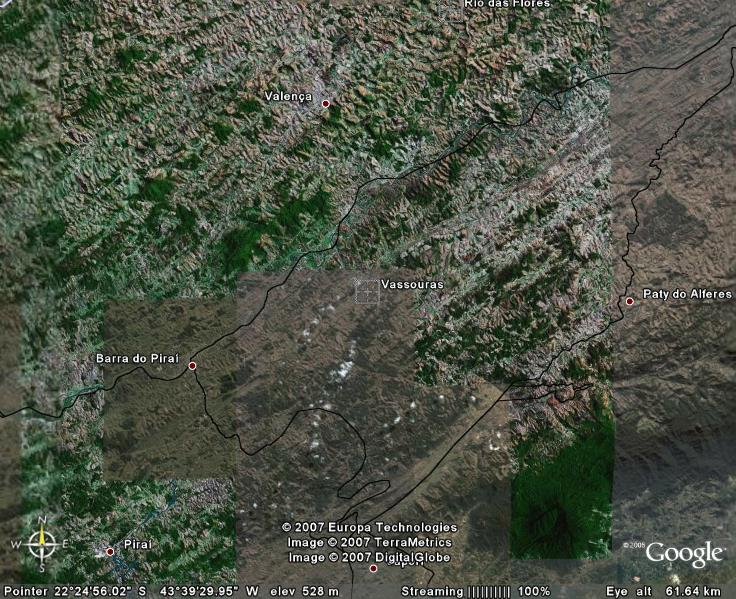 Rio das Flores
Valença
Vassouras
Paty do Alferes
Barra do Piraí
N
W E
S
Piraí
© 2007 Europa Technologies
Image © 2007 TerraMetrics
Image © 2007 DigitalGlobe
©2006 Google™
Pointer 22°24'56.02" S 43°39'29.95" W elev 528 m Streaming |||||||||| 100% Eye alt 61.64 km